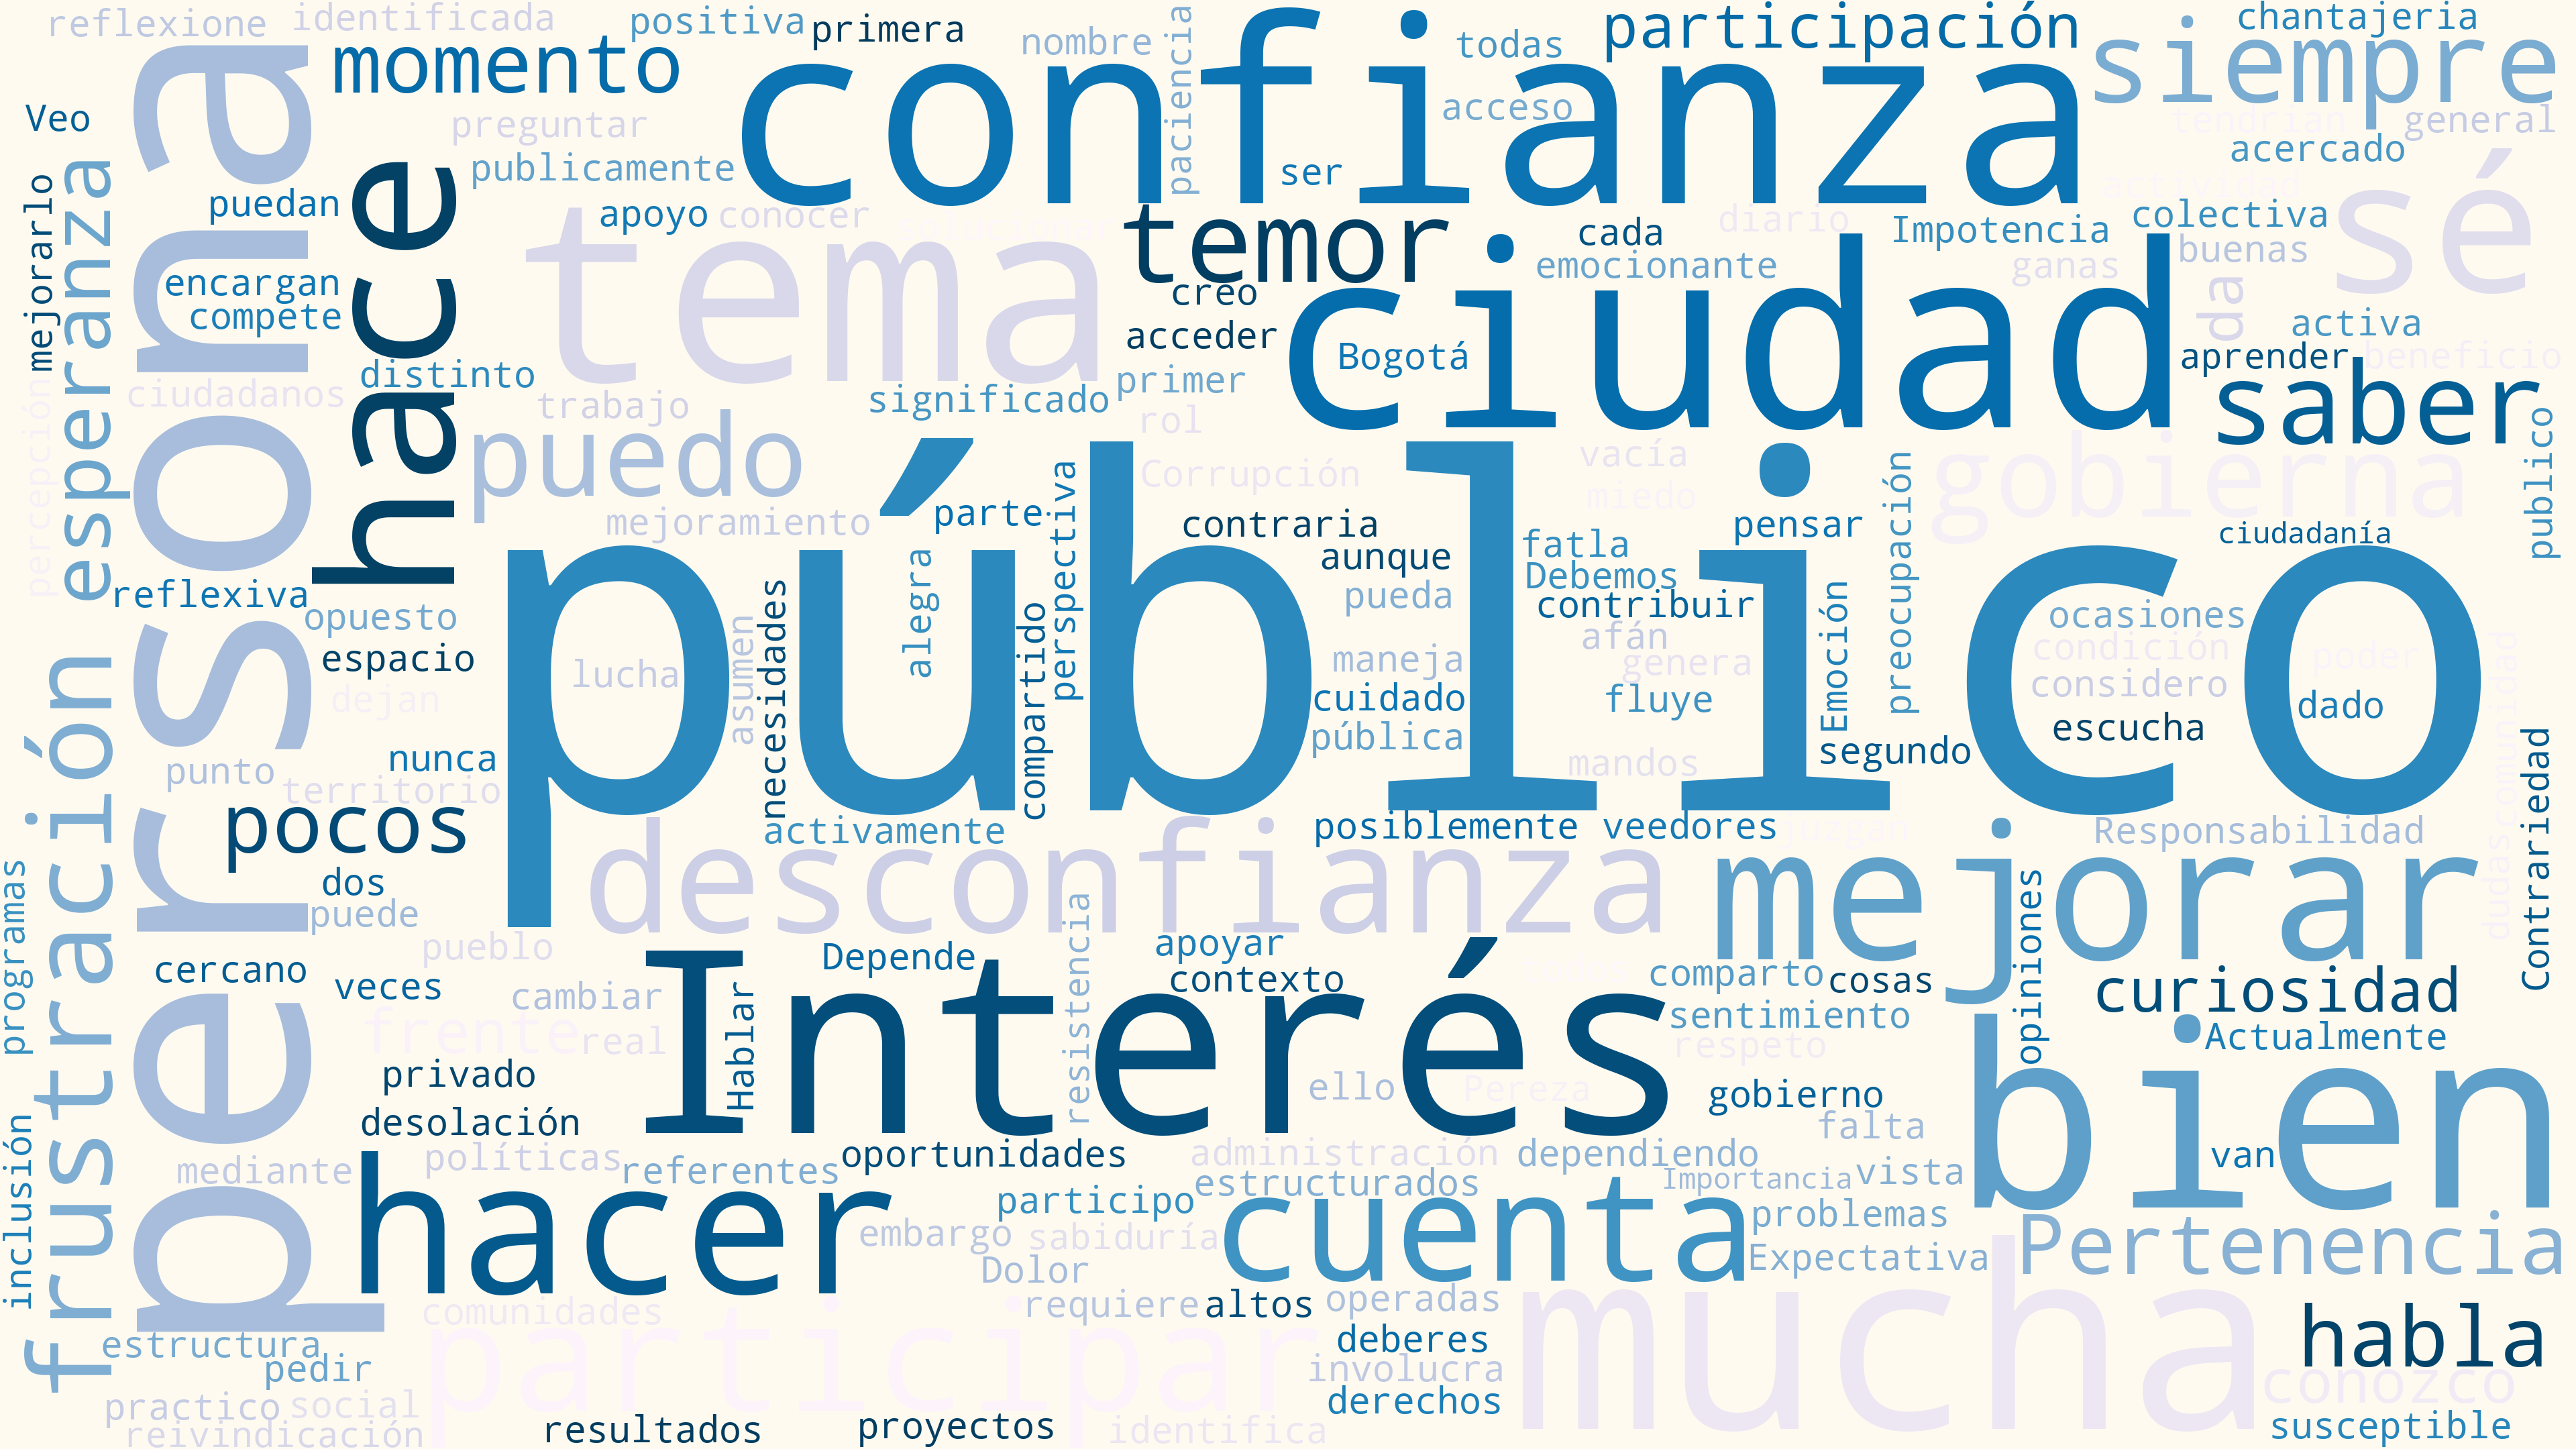 reflexione
identificada
positiva
primera
nombre
paciencia
todas
participación
chantajeria
momento
confianza
siempre
Veo
preguntar
acceso
tendrían
general
publicamente
ser
acercado
persona
mejorarlo
esperanza
puedan
hace
apoyo
conocer
tema
temor
cada
diario
Impotencia
colectiva
sé
emocionante
buenas
ganas
da
encargan
compete
creo
acceder
ciudad
Bogotá
activa
aprender
beneficio
distinto
primer
ciudadanos
trabajo
significado
rol
saber
percepción
puedo
público
Corrupción
vacía
miedo
gobierna
publico
mejoramiento
parte
perspectiva
contraria
pensar
preocupación
ciudadanía
aunque
fatla
Debemos
reflexiva
opuesto
alegra
pueda
contribuir
Emoción
ocasiones
afán
condición
espacio
lucha
asumen
necesidades
compartido
maneja
genera
poder
comunidad
dejan
cuidado
fluye
considero
dado
pública
escucha
nunca
segundo
punto
mandos
territorio
frustración
pocos
activamente
posiblemente
veedores
Responsabilidad
Contrariedad
desconfianza
mejorar
dudas
dos
puede
programas
resistencia
opiniones
pueblo
Depende
apoyar
cercano
Interés
contexto
comparto
cosas
curiosidad
veces
cambiar
Hablar
sentimiento
frente
real
respeto
Actualmente
bien
privado
ello
Pereza
gobierno
desolación
falta
inclusión
mediante
políticas
referentes
oportunidades
administración
dependiendo
van
hacer
estructurados
Importancia
vista
participo
cuenta
problemas
embargo
sabiduría
Expectativa
Pertenencia
Dolor
mucha
comunidades
requiere
altos
operadas
participar
habla
estructura
deberes
pedir
involucra
conozco
practico
social
derechos
reivindicación
resultados
proyectos
identifica
susceptible